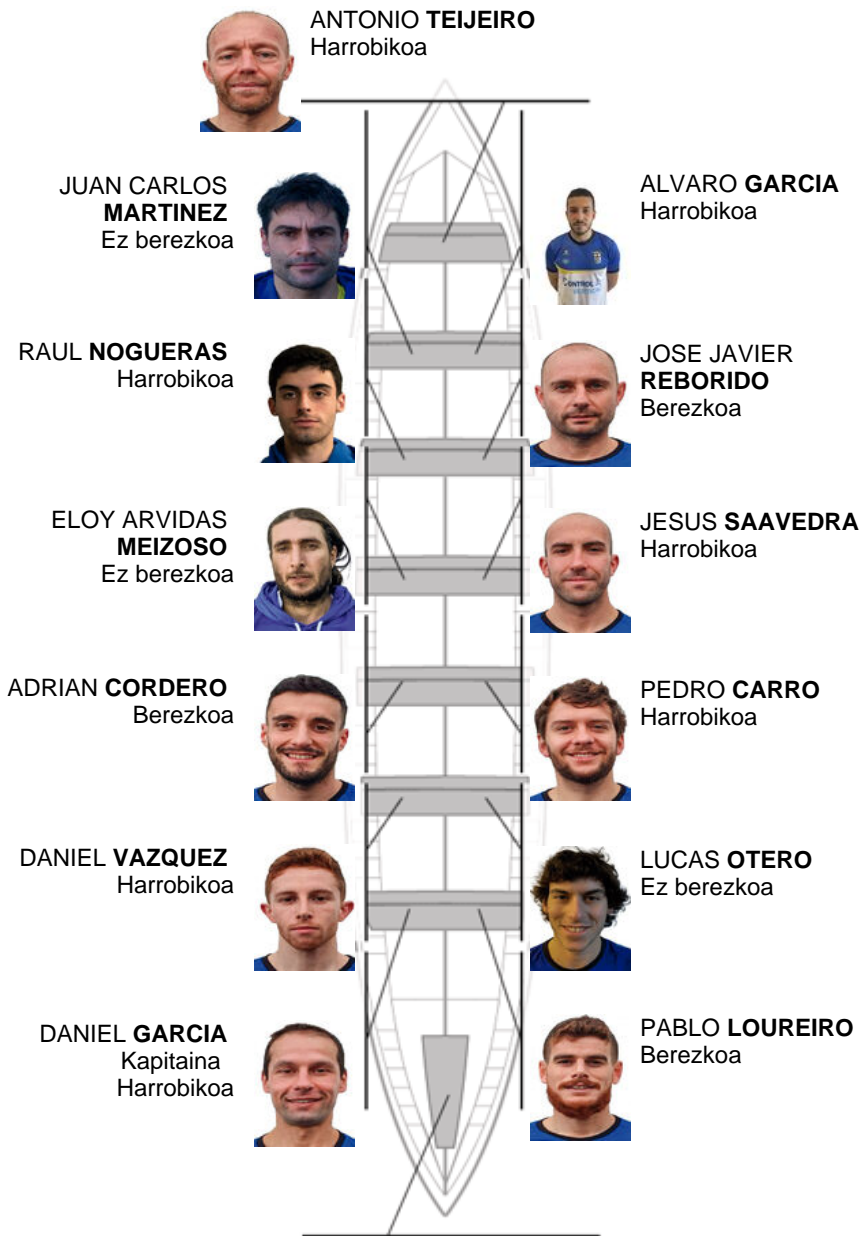 ANTONIO TEIJEIRO
Harrobikoa
JUAN CARLOS
MARTINEZ
Ez berezkoa
ALVARO GARCIA
Harrobikoa
RAUL NOGUERAS
Harrobikoa
JOSE JAVIER
REBORIDO
Berezkoa
ELOY ARVIDAS
MEIZOSO
Ez berezkoa
JESUS SAAVEDRA
Harrobikoa
ADRIAN CORDERO
Berezkoa
PEDRO CARRO
Harrobikoa
DANIEL VAZQUEZ
Harrobikoa
LUCAS OTERO
Ez berezkoa
DANIEL GARCIA
Kapitaina
Harrobikoa
PABLO LOUREIRO
Berezkoa